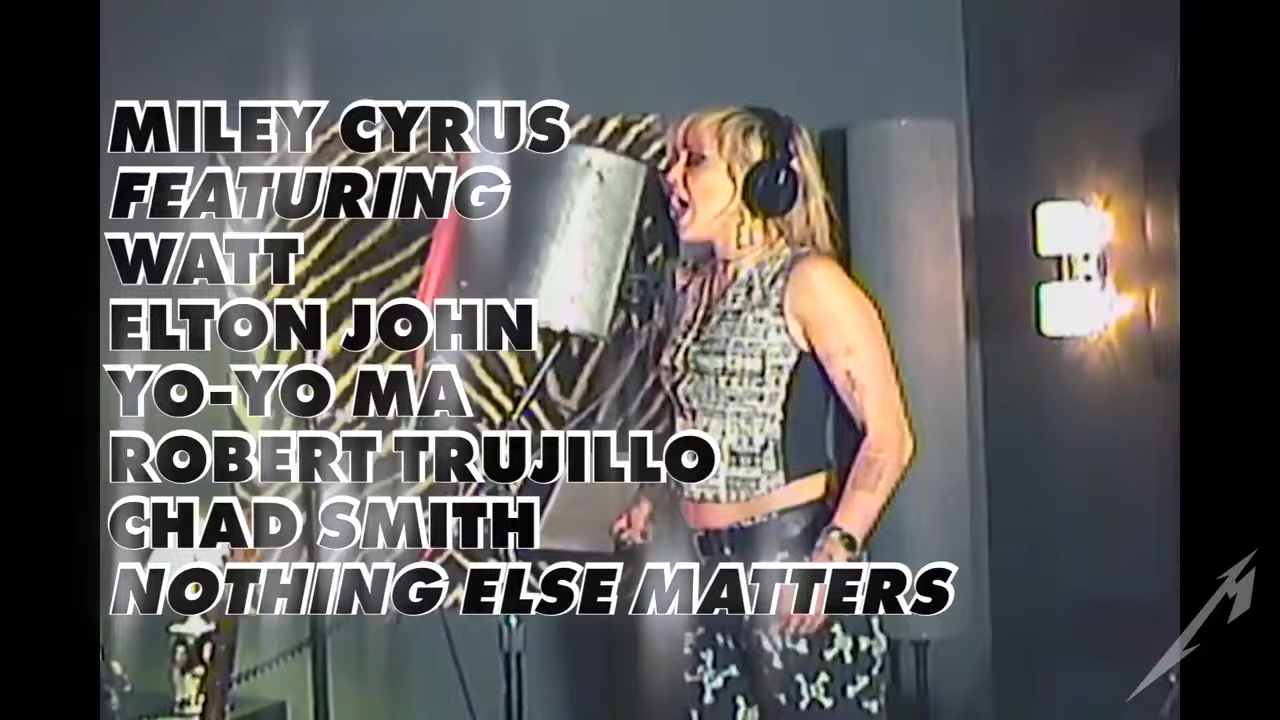 MILEY CYRUS
FEATURING
WATT
ELTON JOHN
YO-YO MA
ROBERT TRUJILLO
CHAD SMITH
NOTHING ELSE MATTERS
M